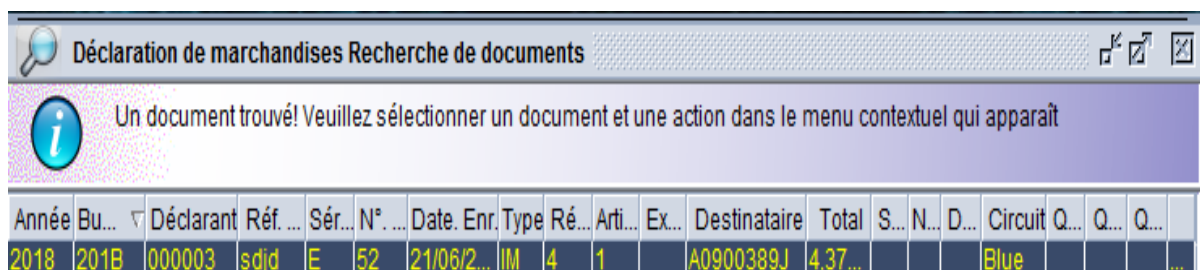 Déclaration de marchandises Recherche de documents
Un document trouvé! Veuillez sélectionner un document et une action dans le menu contextuel qui apparaît
Année Bu... Déclarant Réf. ... Sér... N°. ... Date. Enr. Type Ré... Arti... Ex... Destinataire Total S... N... D... Circuit Q... Q... Q...
2018 201B 000003 sdid E 52 21/06/2... IM 4 1 A0900389J 4.37... Blue ...